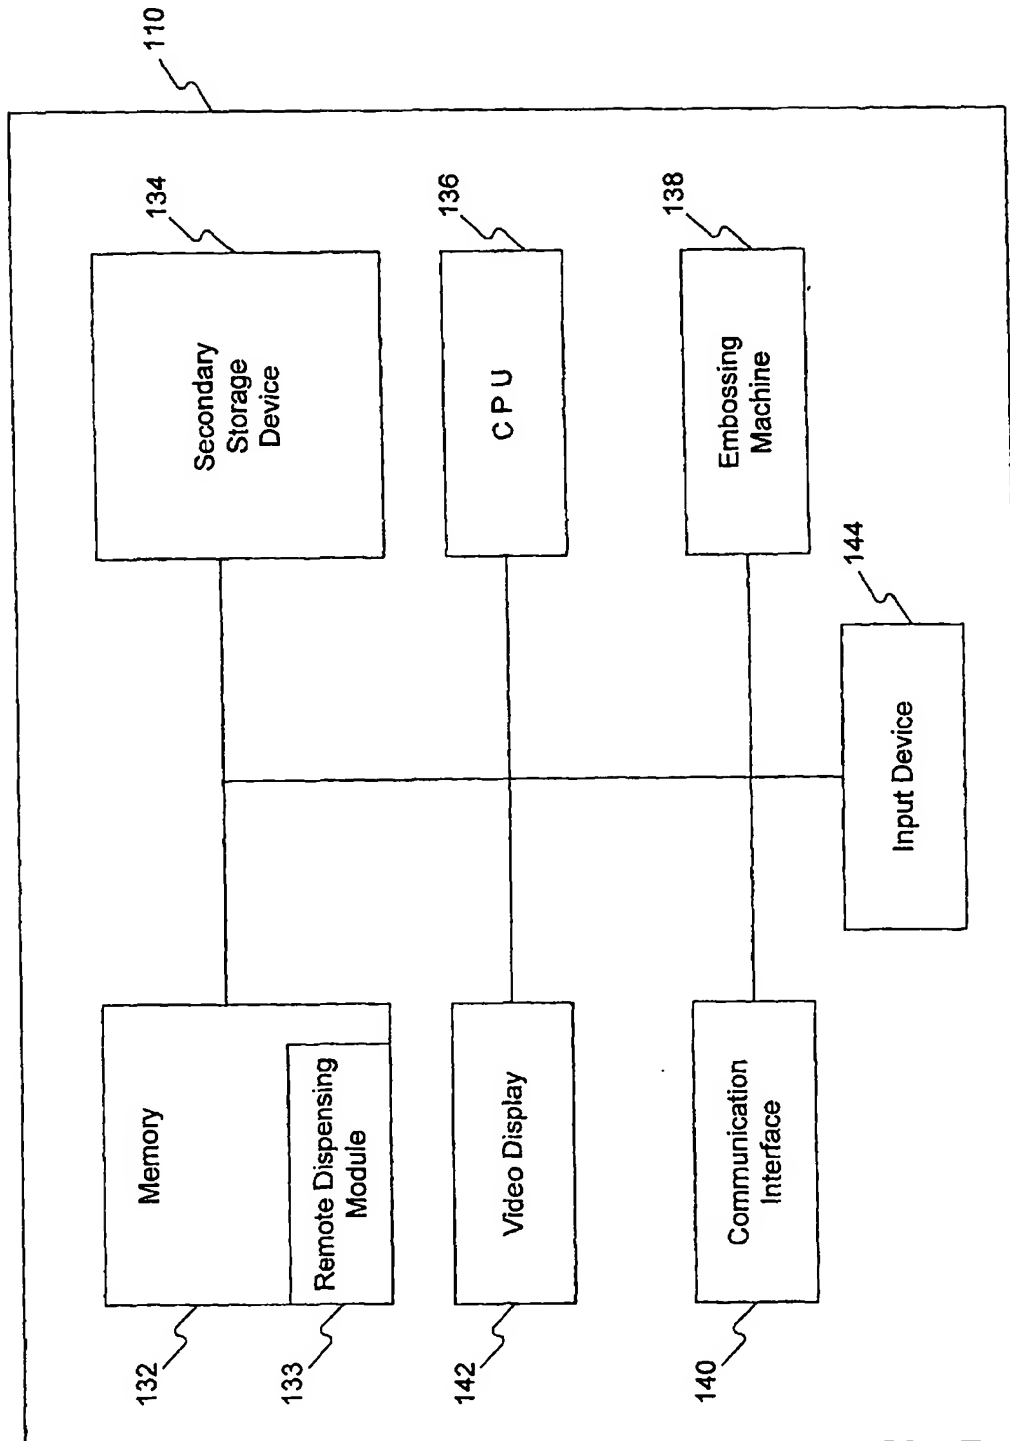 110
132
Memory
133
Remote Dispensing
Module
134
Secondary
Storage
Device
142
Video Display
136
C P U
140
Communication
Interface
138
Embossing
Machine
144
Input Device